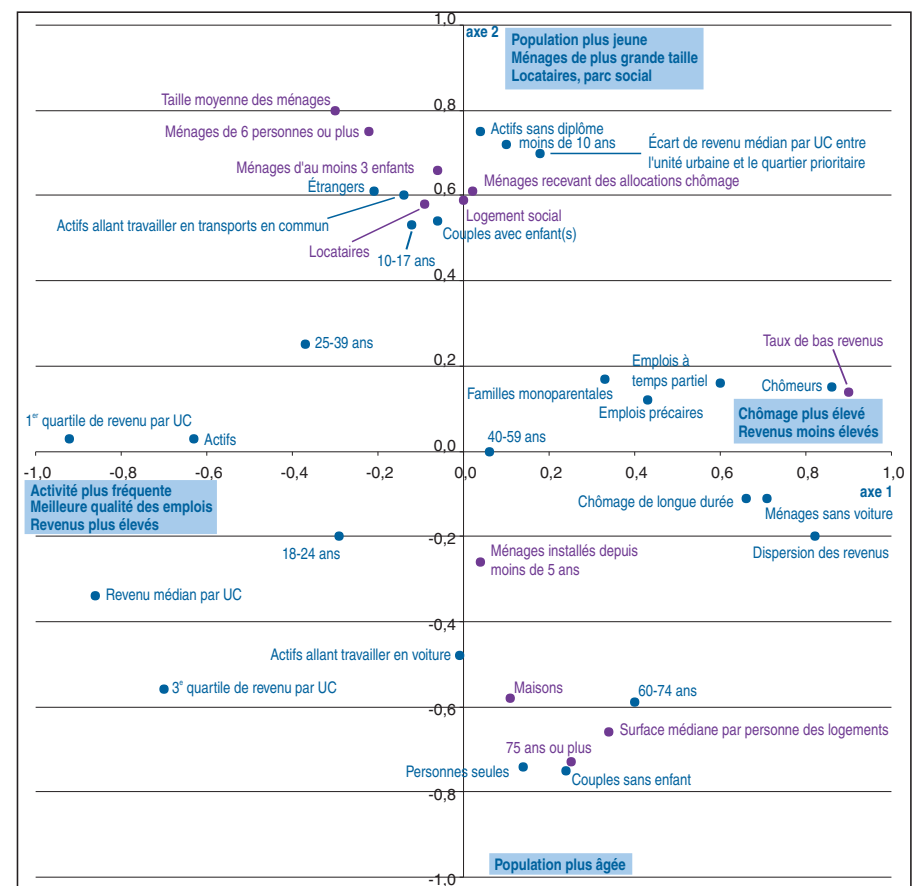 1,0
axe 2
Population plus jeune
Ménages de plus grande taille
Locataires, parc social
Taille moyenne des ménages
0,8
Ménages de 6 personnes ou plus
Actifs sans diplôme
moins de 10 ans
Écart de revenu médian par UC entre
l'unité urbaine et le quartier prioritaire
Ménages d'au moins 3 enfants
Ménages recevant des allocations chômage
Étrangers
0,6
Logement social
Actifs allant travailler en transports en commun
Couples avec enfant(s)
Locataires
10-17 ans
0,4
25-39 ans
Taux de bas revenus
0,2
Emplois à
temps partiel
Chômeurs
Familles monoparentales
Emplois précaires
Chômage plus élevé
Revenus moins élevés
1er quartile de revenu par UC
Actifs
40-59 ans
0,0
-1,0 -0,8 -0,6 -0,4 -0,2 0,0 0,2 0,4 0,6 0,8 1,0
axe 1
Activité plus fréquente
Meilleure qualité des emplois
Revenus plus élevés
Chômage de longue durée
Ménages sans voiture
-0,2
18-24 ans
Ménages installés depuis
moins de 5 ans
Dispersion des revenus
Revenu médian par UC
-0,4
Actifs allant travailler en voiture
3e quartile de revenu par UC
Maisons
60-74 ans
-0,6
Surface médiane par personne des logements
75 ans ou plus
Personnes seules
Couples sans enfant
-0,8
Population plus âgée
-1,0